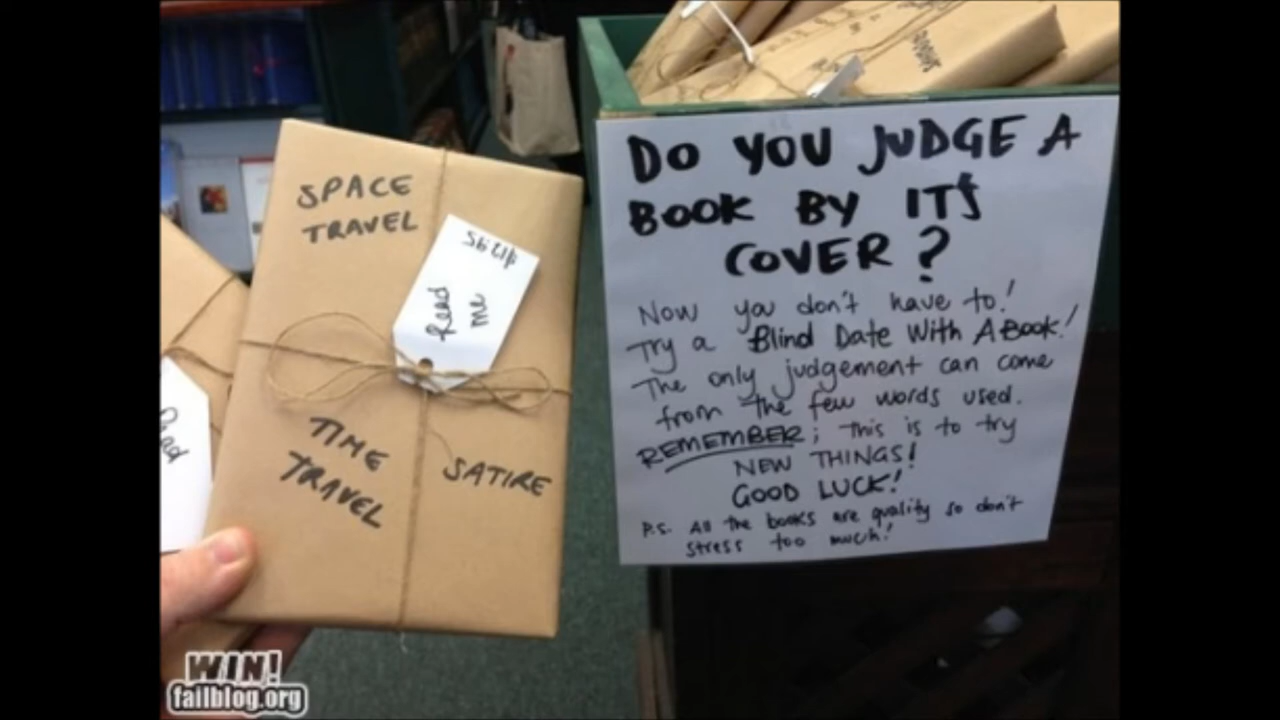 SPACE
TRAVEL
Read
me
TIME
TRAVEL
SATIRE
Read
DO YOU JUDGE A
BOOK BY ITS
COVER?
Now you don't have to!
Try a Blind Date With A Book!
The only judgement can come
from the few words used.
REMEMBER; this is to try
NEW THINGS!
GOOD LUCK!
P.S. All the books are quality so don't
stress too much!
WIN!
failblog.org